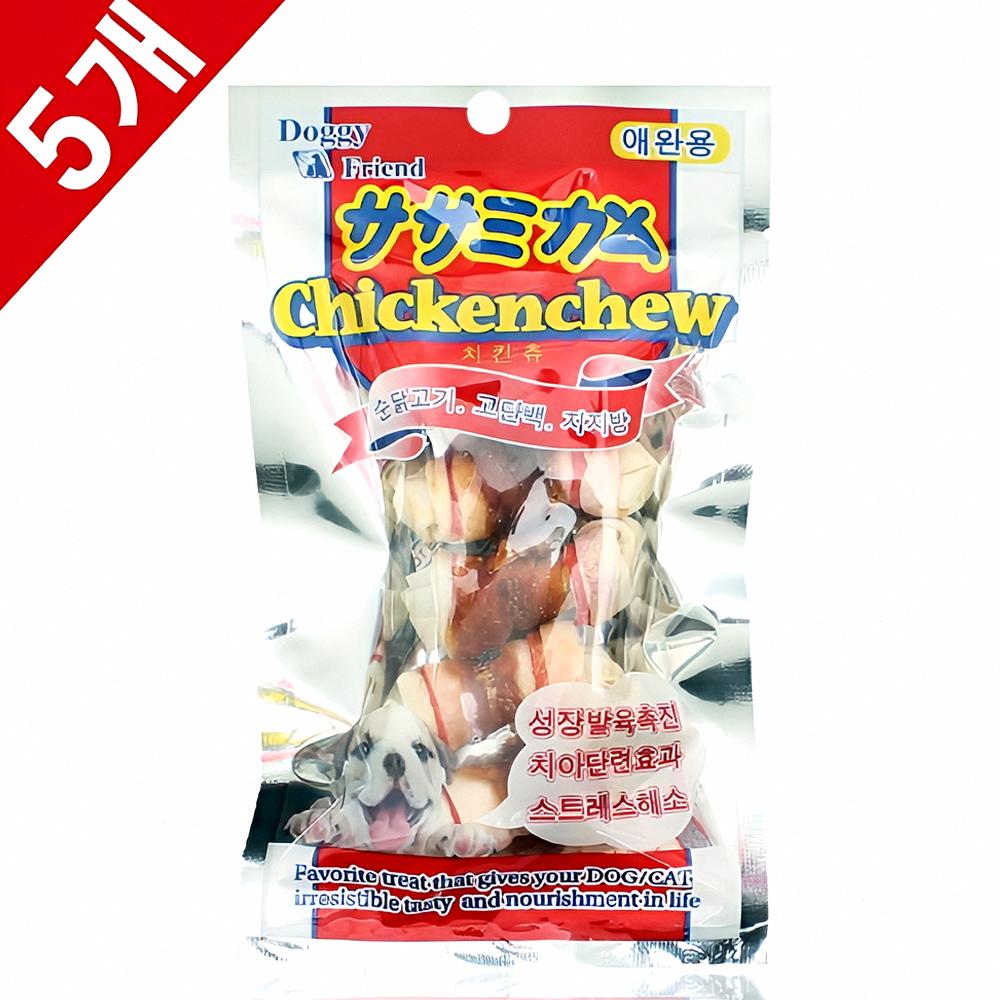 5개
Doggy
Friend
애완용
ササミガム
Chickenchew
치킨츄
순닭고기. 고단백. 저지방
성장발육촉진
치아단련효과
스트레스해소
Favorite treat that gives your DOG/CAT
irresistible tasty and nourishment in life